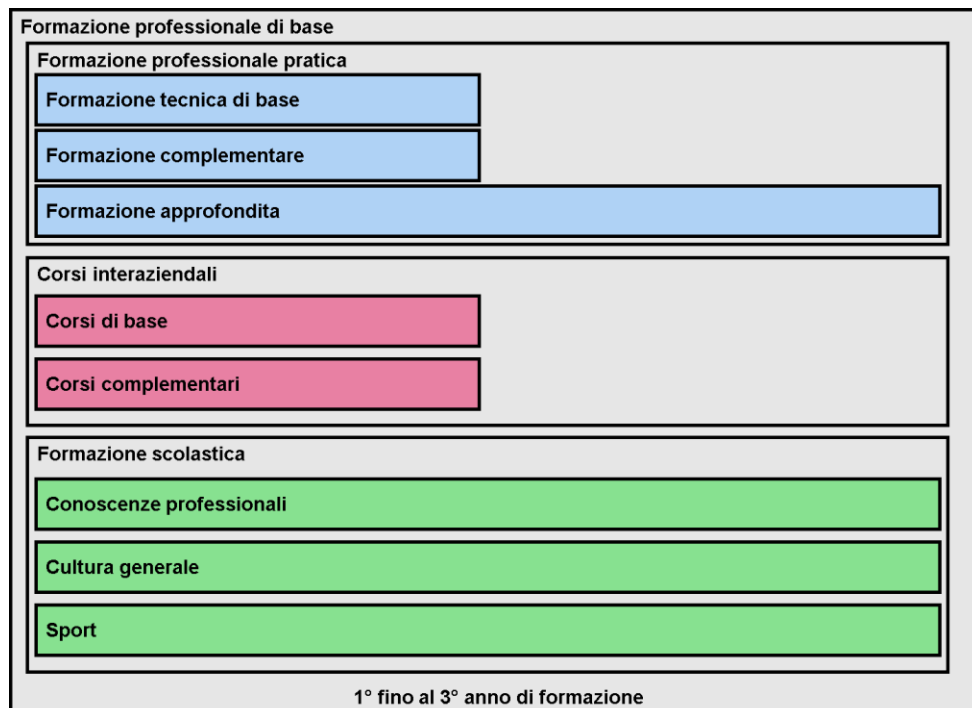 Formazione professionale di base
Formazione professionale pratica
Formazione tecnica di base
Formazione complementare
Formazione approfondita
Corsi interaziendali
Corsi di base
Corsi complementari
Formazione scolastica
Conoscenze professionali
Cultura generale
Sport
1° fino al 3° anno di formazione